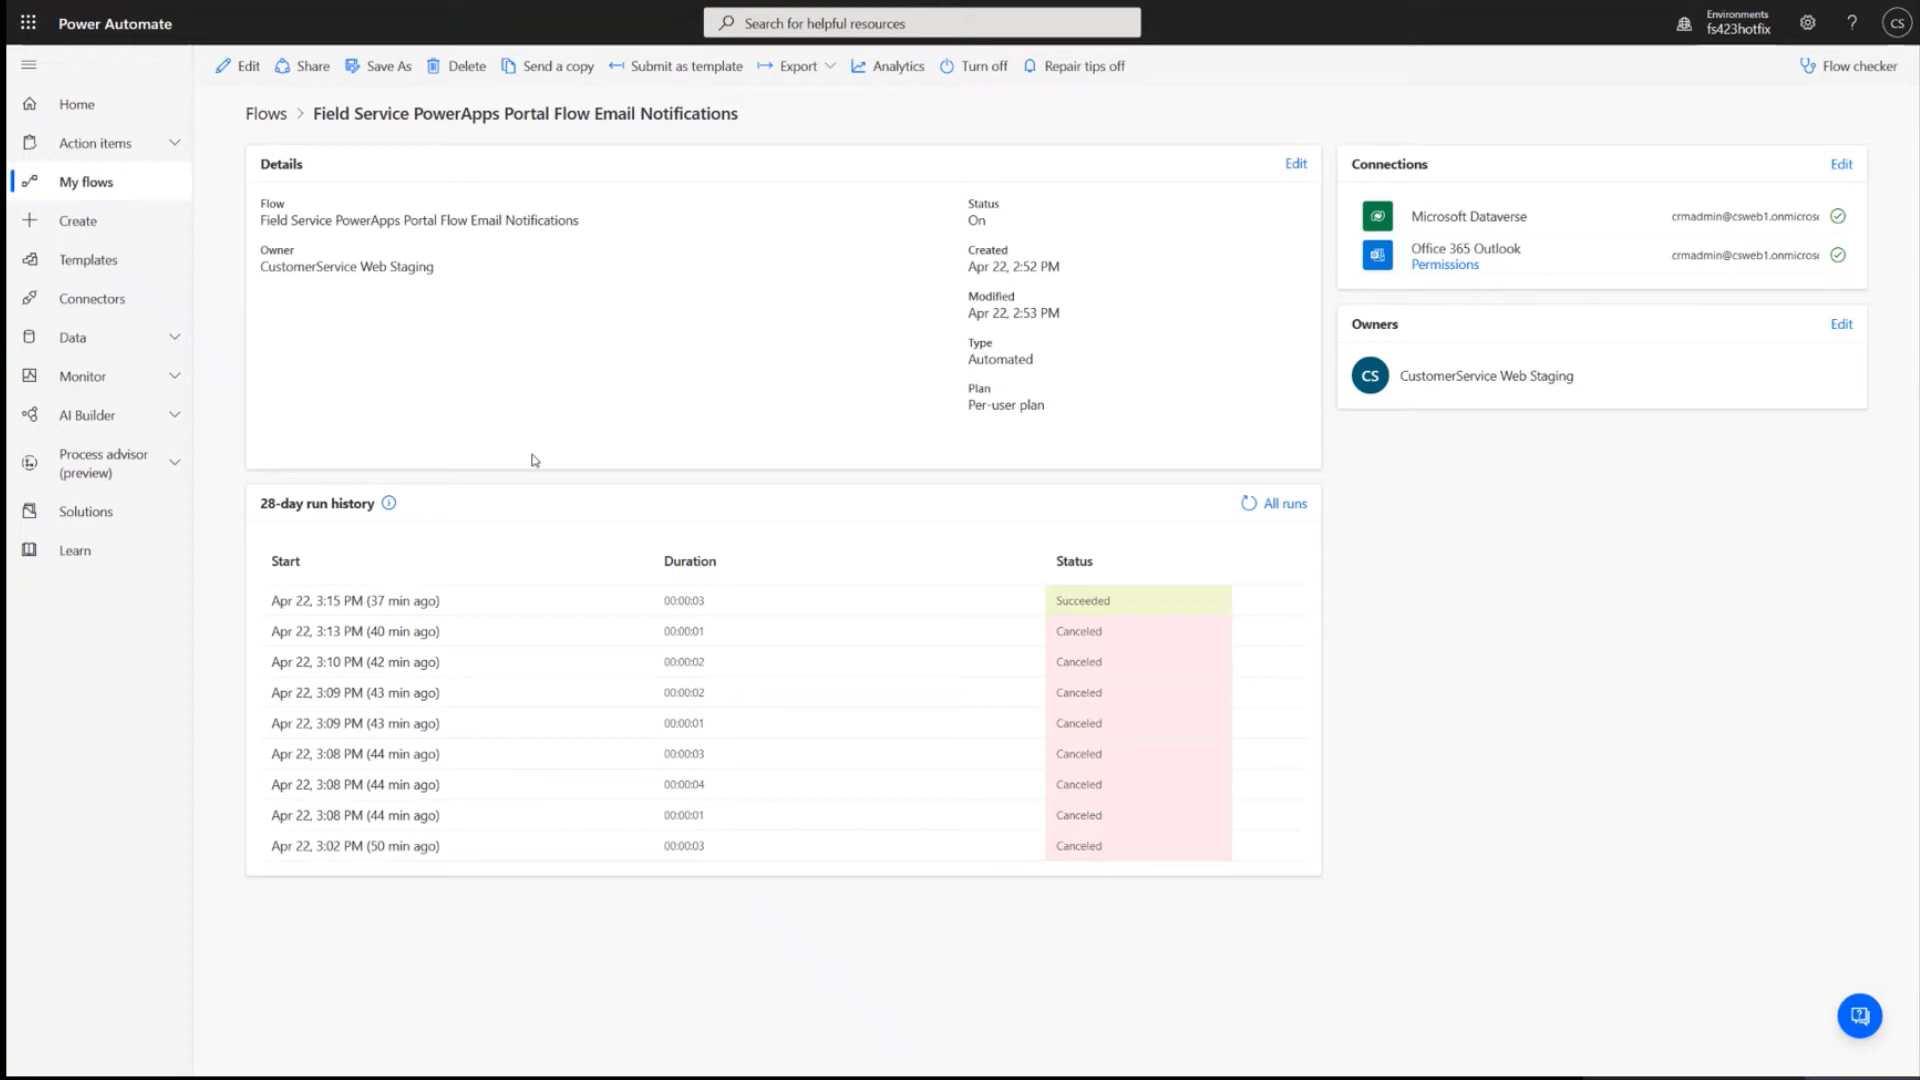 Power Automate
Search for helpful resources
Environments
fs423hotfix
CS
Edit
Share
Save As
Delete
Send a copy
Submit as template
Export
Analytics
Turn off
Repair tips off
Flow checker
Home
Action items
My flows
Create
Templates
Connectors
Data
Monitor
AI Builder
Process advisor
(preview)
Solutions
Learn
Flows > Field Service PowerApps Portal Flow Email Notifications
Details
Edit
Flow
Field Service PowerApps Portal Flow Email Notifications
Owner
CustomerService Web Staging
Status
On
Created
Apr 22, 2:52 PM
Modified
Apr 22, 2:53 PM
Type
Automated
Plan
Per-user plan
Connections
Edit
Microsoft Dataverse
crmadmin@csweb1.onmicros
Office 365 Outlook
Permissions
crmadmin@csweb1.onmicros
Owners
Edit
CS
CustomerService Web Staging
28-day run history
All runs
Start Duration Status
Apr 22, 3:15 PM (37 min ago) 00:00:03 Succeeded
Apr 22, 3:13 PM (40 min ago) 00:00:01 Canceled
Apr 22, 3:10 PM (42 min ago) 00:00:02 Canceled
Apr 22, 3:09 PM (43 min ago) 00:00:02 Canceled
Apr 22, 3:09 PM (43 min ago) 00:00:01 Canceled
Apr 22, 3:08 PM (44 min ago) 00:00:03 Canceled
Apr 22, 3:08 PM (44 min ago) 00:00:04 Canceled
Apr 22, 3:08 PM (44 min ago) 00:00:01 Canceled
Apr 22, 3:02 PM (50 min ago) 00:00:03 Canceled